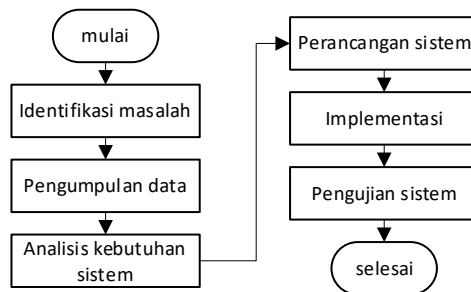 mulai
Identifikasi masalah
Pengumpulan data
Analisis kebutuhan
sistem
Perancangan sistem
Implementasi
Pengujian sistem
selesai